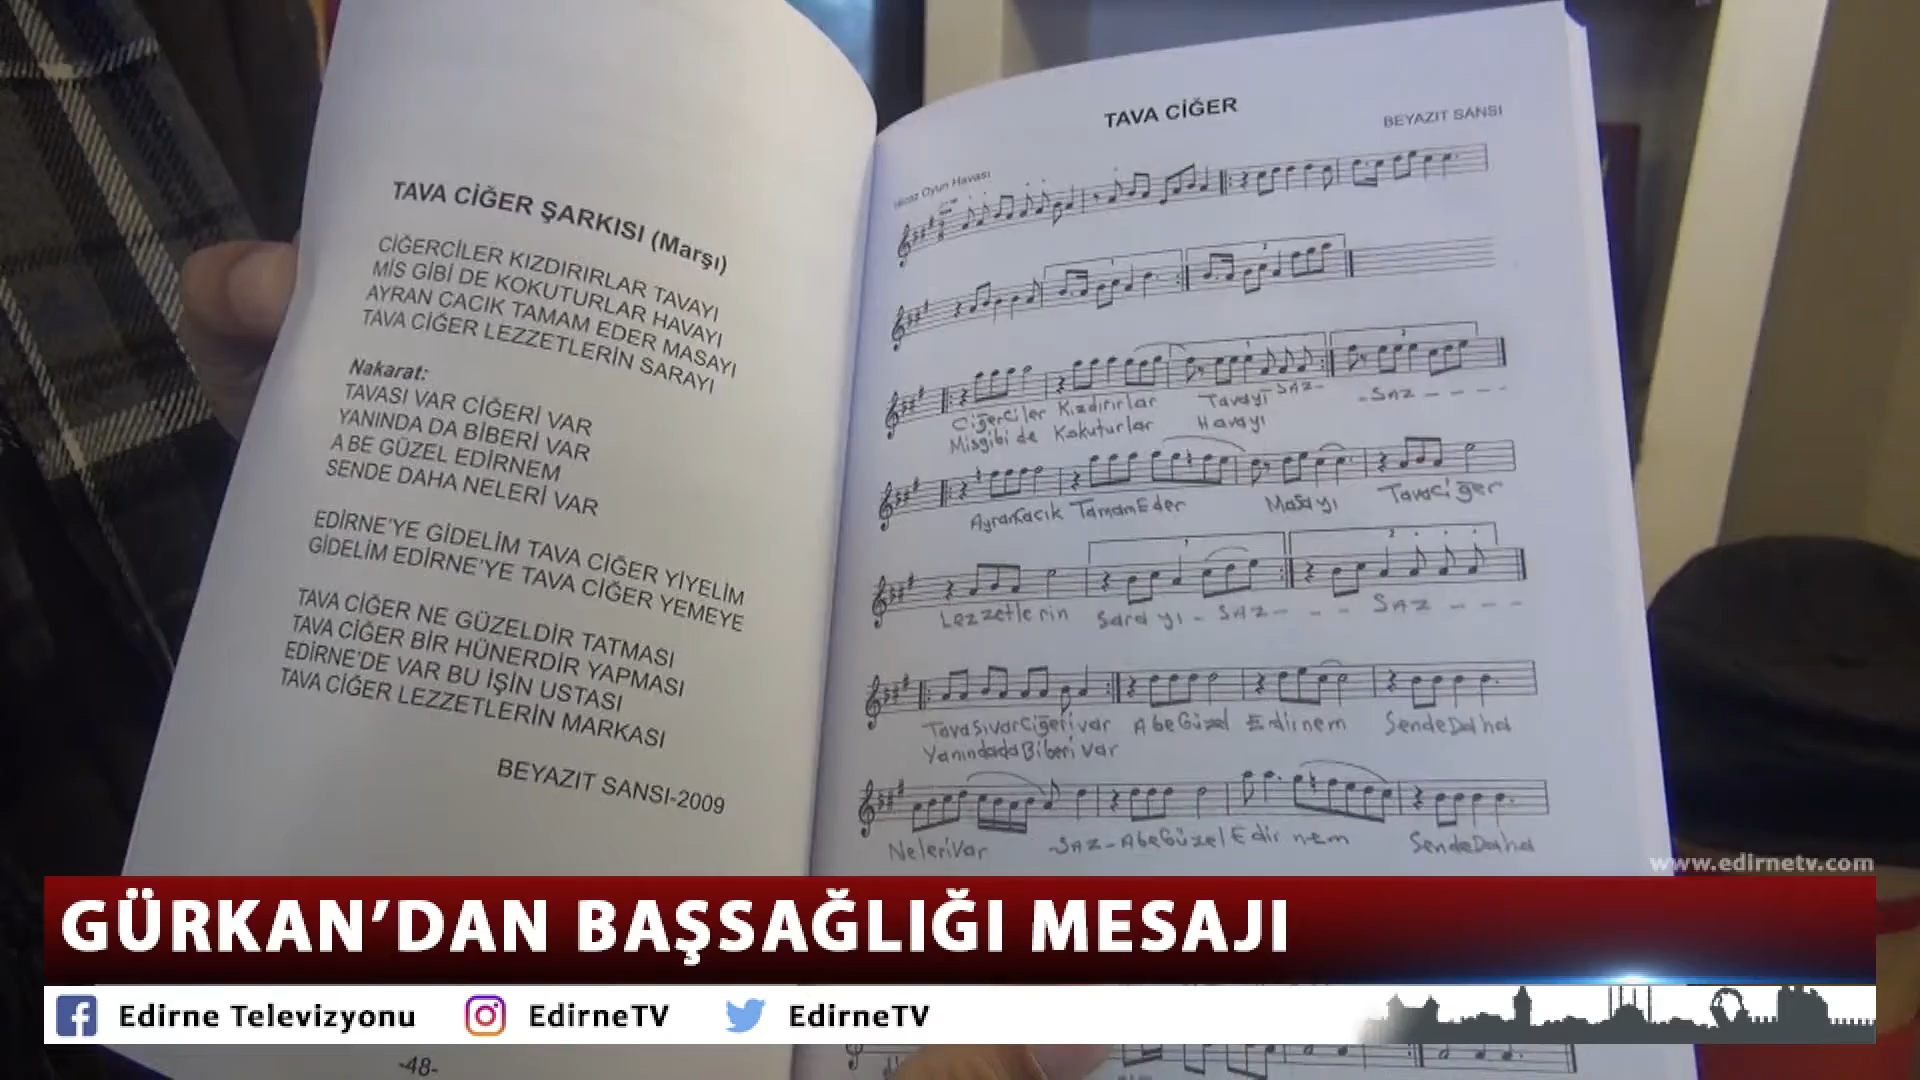 TAVA CİĞER ŞARKISI (Marşı)
CİĞERCİLER KIZDIRIRLAR TAVAYI
MİS GİBİ DE KOKUTURLAR HAVAYI
AYRAN CACIK TAMAM EDER MASAYI
TAVA CİĞER LEZZETLERİN SARAYI
Nakarat:
TAVASI VAR CİĞERİ VAR
YANINDA DA BİBERİ VAR
A BE GÜZEL EDİRNEM
SENDE DAHA NELERİ VAR
EDİRNE'YE GİDELİM TAVA CİĞER YİYELİM
GİDELİM EDİRNE'YE TAVA CİĞER YEMEYE
TAVA CİĞER NE GÜZELDİR TATMASI
TAVA CİĞER BİR HÜNERDİR YAPMASI
EDİRNE'DE VAR BU İŞİN USTASI
TAVA CİĞER LEZZETLERİN MARKASI
BEYAZIT SANSI-2009
-48-
TAVA CİĞER
BEYAZIT SANSI
Hicaz Oyun Havası
Ciğerciler Kızdırırlar Tavayı -SAZ- -SAZ - - - -
Misgibi de Kokuturlar Havayı
AyranCacık TamamEder Masayı TavaCiğer
Lezzetlerin Sarayı - SAZ - - - SAZ - - -
TavasıvarCiğerivar AbeGüzel Edirnem SendeDaha
YanındadaBiberivar
NeleriVar -SAZ-AbeGüzel Edirnem SendeDaha
www.edirnetv.com
GÜRKAN'DAN BAŞSAĞLIĞI MESAJI
Edirne Televizyonu EdirneTV EdirneTV